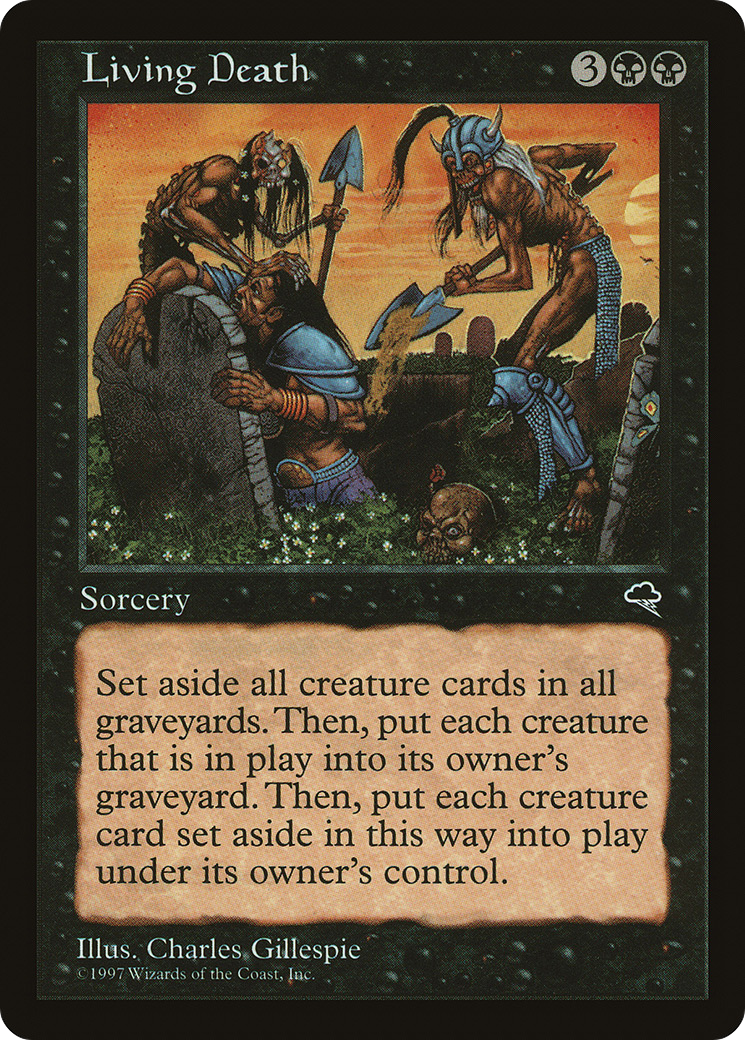 Living Death
3
Sorcery
Set aside all creature cards in all
graveyards. Then, put each creature
that is in play into its owner's
graveyard. Then, put each creature
card set aside in this way into play
under its owner's control.
Illus. Charles Gillespie
©1997 Wizards of the Coast, Inc.